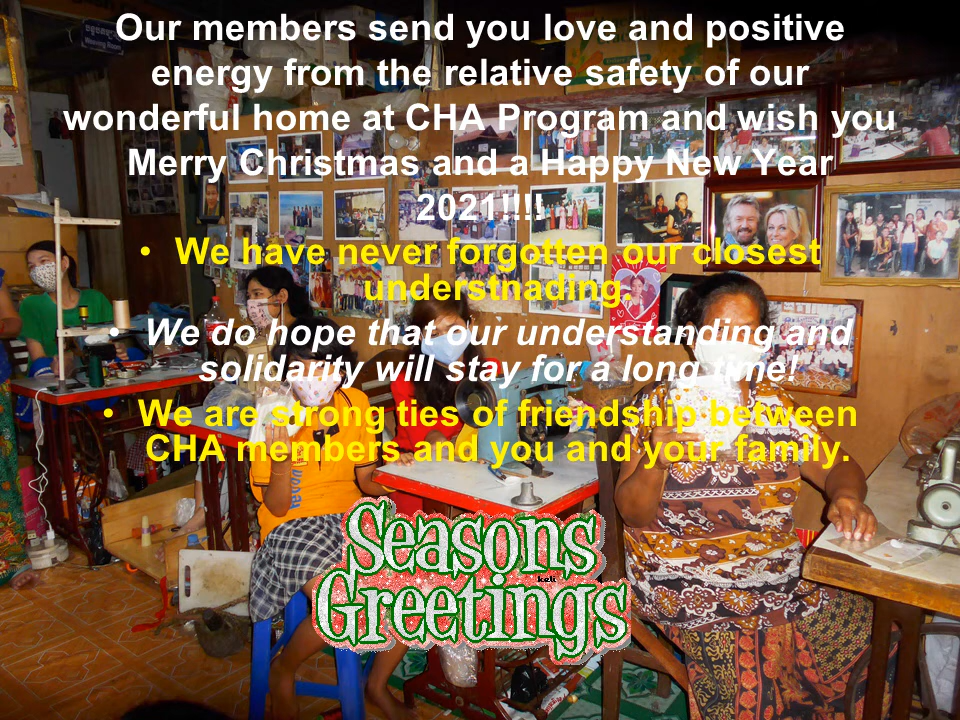 Weaving Room
Our members send you love and positive
energy from the relative safety of our
wonderful home at CHA Program and wish you
Merry Christmas and a Happy New Year
2021!!!!
• We have never forgotten our closest
understnading.
• We do hope that our understanding and
solidarity will stay for a long time!
• We are strong ties of friendship between
CHA members and you and your family.
Seasons
keli
Greetings